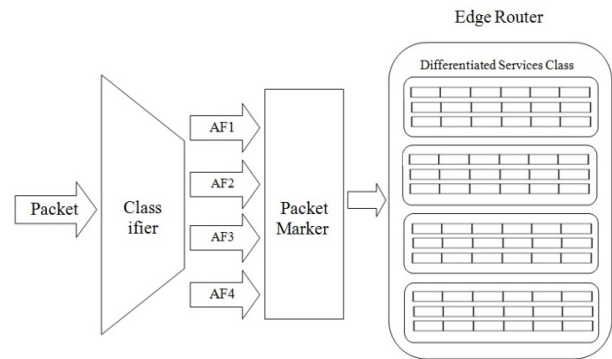 Edge Router
Differentiated Services Class
Packet
Class
ifier
AF1
AF2
AF3
AF4
Packet
Marker